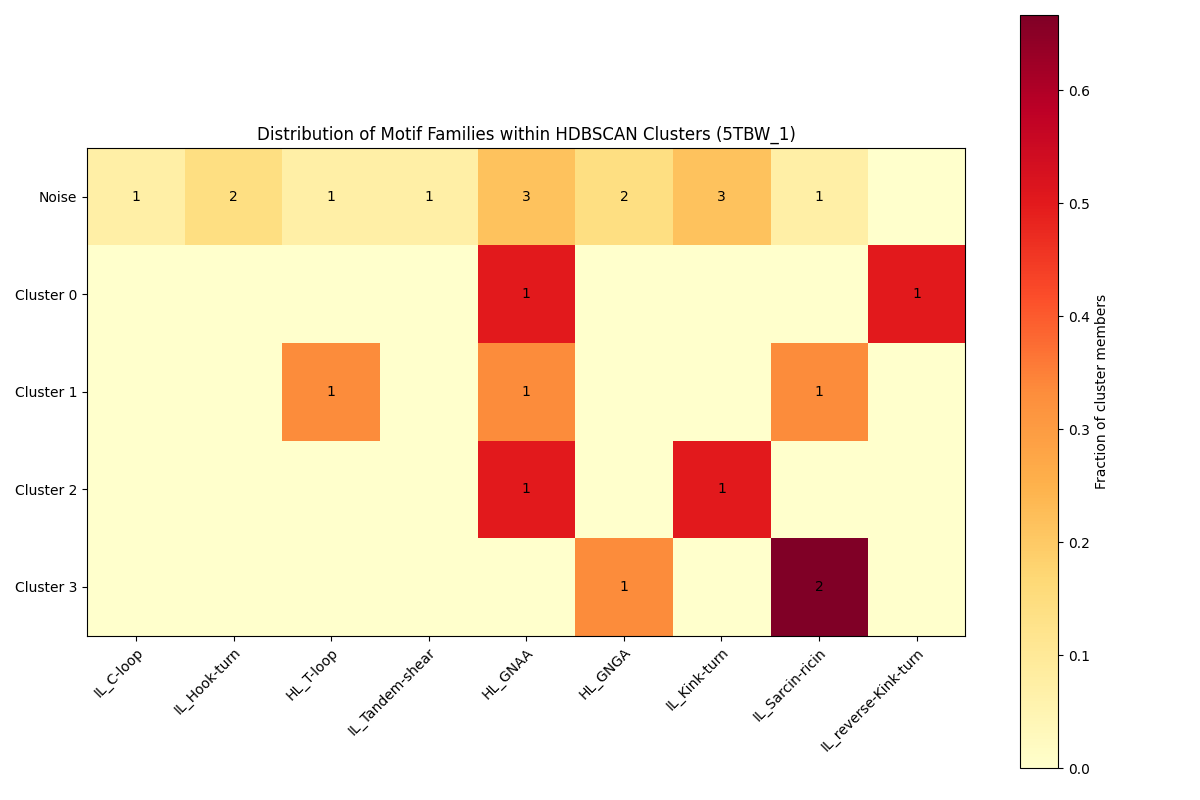 Distribution of Motif Families within HDBSCAN Clusters (5TBW_1)
Noise 1 2 1 1 3 2 3 1
Cluster 0 1 1
Cluster 1 1 1 1
Cluster 2 1 1
Cluster 3 1 2
IL_C-loop
IL_Hook-turn
HL_T-loop
IL_Tandem-shear
HL_GNAA
HL_GNGA
IL_Kink-turn
IL_Sarcin-ricin
IL_reverse-Kink-turn
0.6
0.5
0.4
0.3
0.2
0.1
0.0
Fraction of cluster members